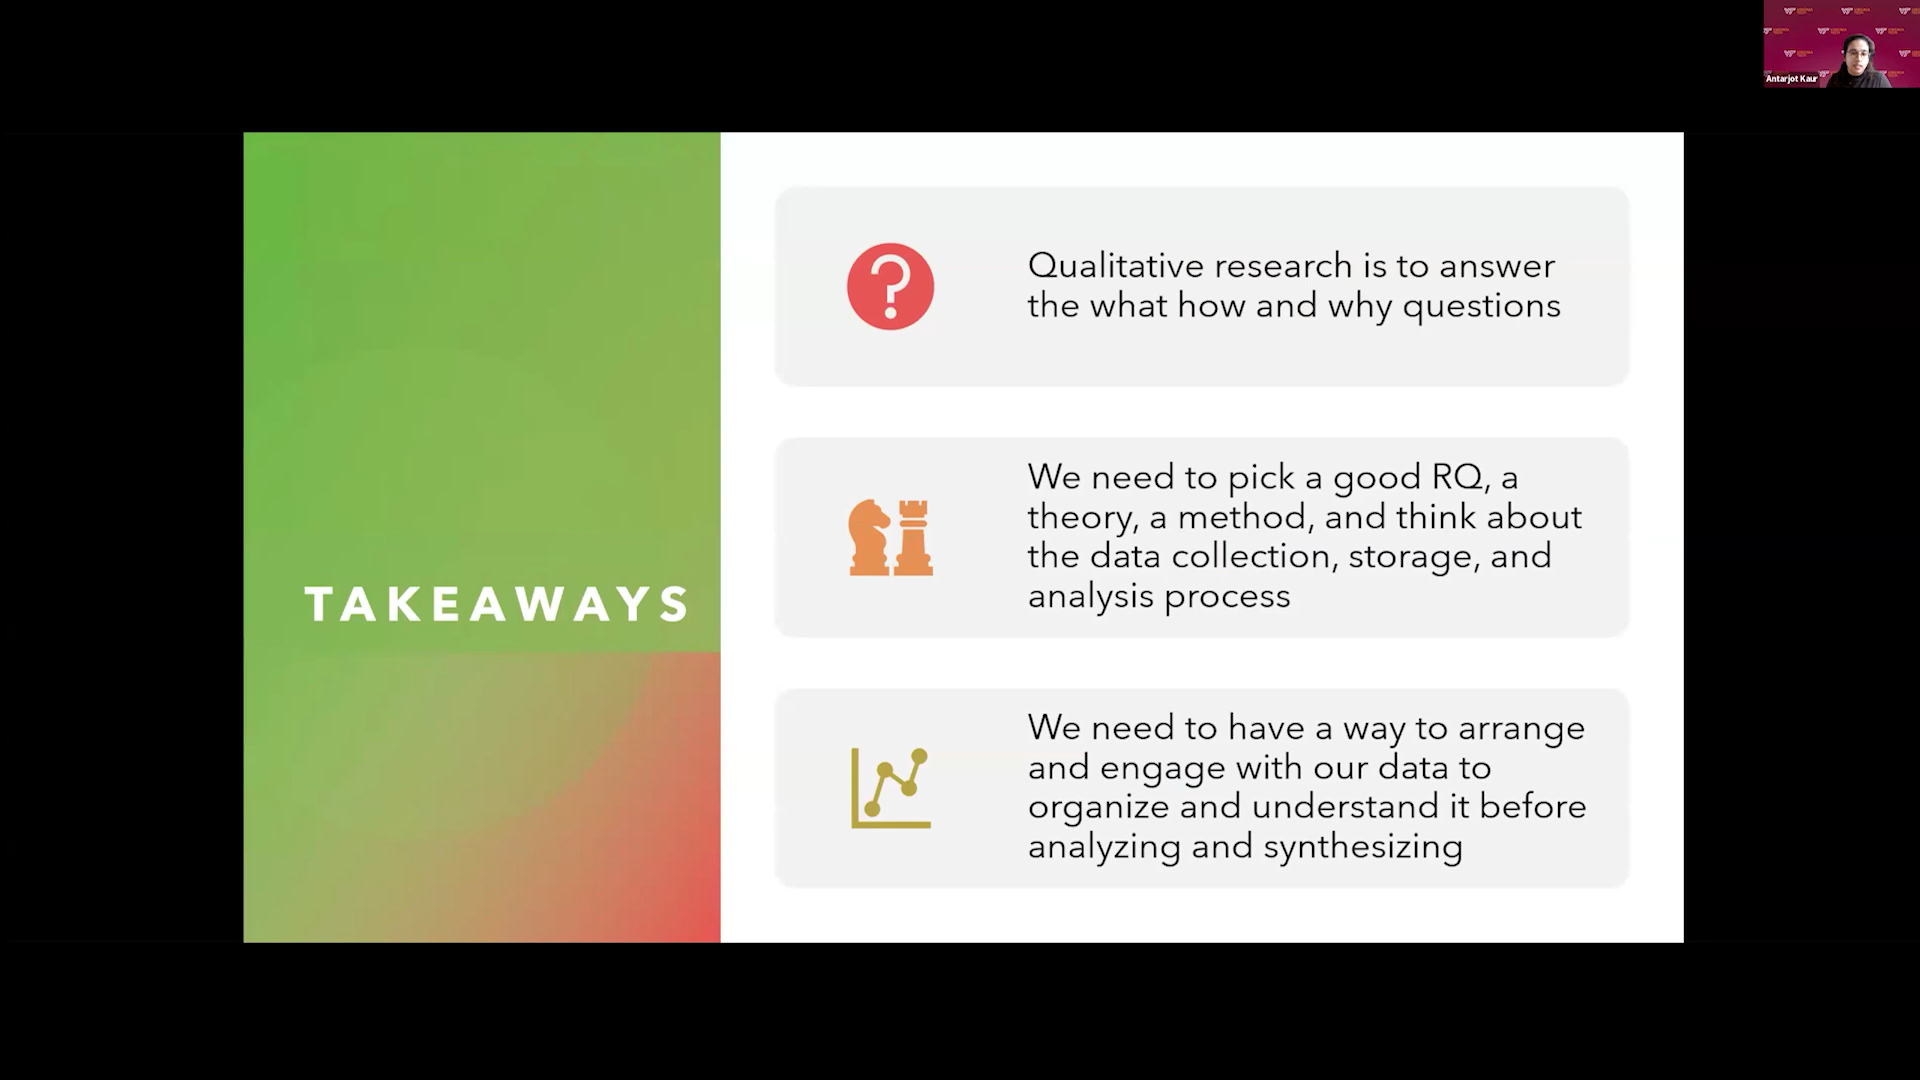 Antarjot Kaur
TAKEAWAYS
Qualitative research is to answer
the what how and why questions
We need to pick a good RQ, a
theory, a method, and think about
the data collection, storage, and
analysis process
We need to have a way to arrange
and engage with our data to
organize and understand it before
analyzing and synthesizing